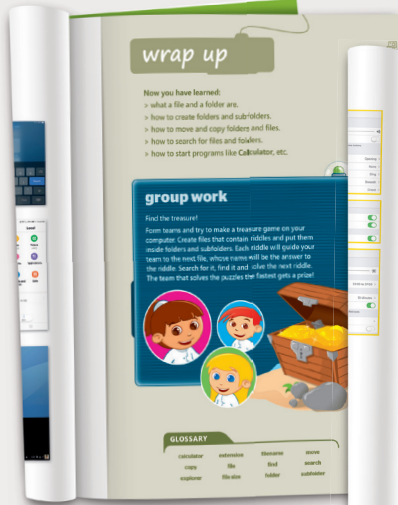 wrap up
Now you have learned:
> what a file and a folder are.
> how to create folders and subfolders.
> how to move and copy folders and files.
> how to search for files and folders.
> how to start programs like Calculator, etc.
group work
Find the treasure!
Form teams and try to make a treasure game on your
computer. Create files that contain riddles and put them
inside folders and subfolders. Each riddle will guide your
team to the next file, whose name will be the answer to
the riddle. Search for it, find it and solve the next riddle.
The team that solves the puzzles the fastest gets a prize!
GLOSSARY
calculator extension filename move
copy file find search
explorer file size folder subfolder